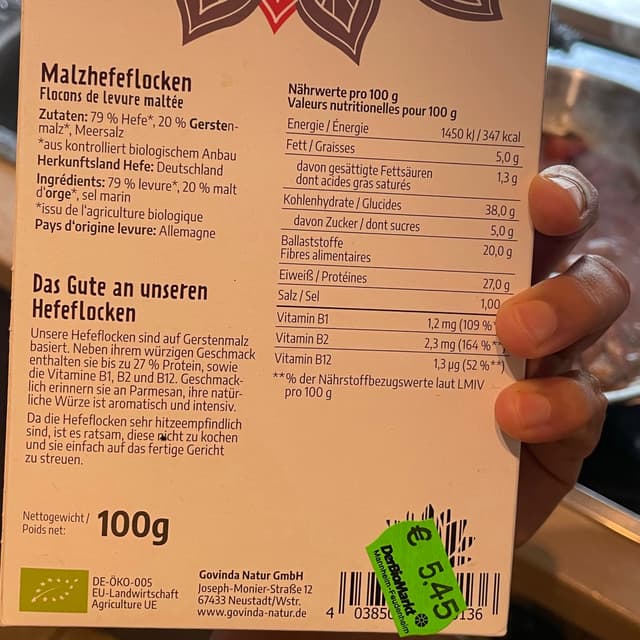 Malzhefeflocken
Flocons de levure maltée
Zutaten: 79 % Hefe*, 20 % Gersten-
malz*, Meersalz
*aus kontrolliert biologischem Anbau
Herkunftsland Hefe: Deutschland
Ingrédients: 79 % levure*, 20 % malt
d'orge*, sel marin
*issu de l'agriculture biologique
Pays d'origine levure: Allemagne
Das Gute an unseren
Hefeflocken
Unsere Hefeflocken sind auf Gerstenmalz
basiert. Neben ihrem würzigen Geschmack
enthalten sie bis zu 27 % Protein, sowie
die Vitamine B1, B2 und B12. Geschmack-
lich erinnern sie an Parmesan, ihre natür-
liche Würze ist aromatisch und intensiv.
Da die Hefeflocken sehr hitzeempfindlich
sind, ist es ratsam, diese nicht zu kochen
und sie einfach auf das fertige Gericht
zu streuen.
Nährwerte pro 100 g
Valeurs nutritionelles pour 100 g
Energie / Énergie 1450 kJ / 347 kcal
Fett / Graisses 5,0 g
davon gesättigte Fettsäuren
dont acides gras saturés 1,3 g
Kohlenhydrate / Glucides 38,0 g
davon Zucker / dont sucres 5,0 g
Ballaststoffe
Fibres alimentaires 20,0 g
Eiweiß / Protéines 27,0 g
Salz / Sel 1,00
Vitamin B1 1,2 mg (109 %*
Vitamin B2 2,3 mg (164 %**)
Vitamin B12 1,3 µg (52 %**)
**% der Nährstoffbezugswerte laut LMIV
pro 100 g
Nettogewicht /
Poids net:
100g
DE-ÖKO-005
EU-Landwirtschaft
Agriculture UE
Govinda Natur GmbH
Joseph-Monier-Straße 12
67433 Neustadt/Wstr.
www.govinda-natur.de
€ 5.45
DerBioMarkt
Mannheim-Feudenheim
4 03850 136